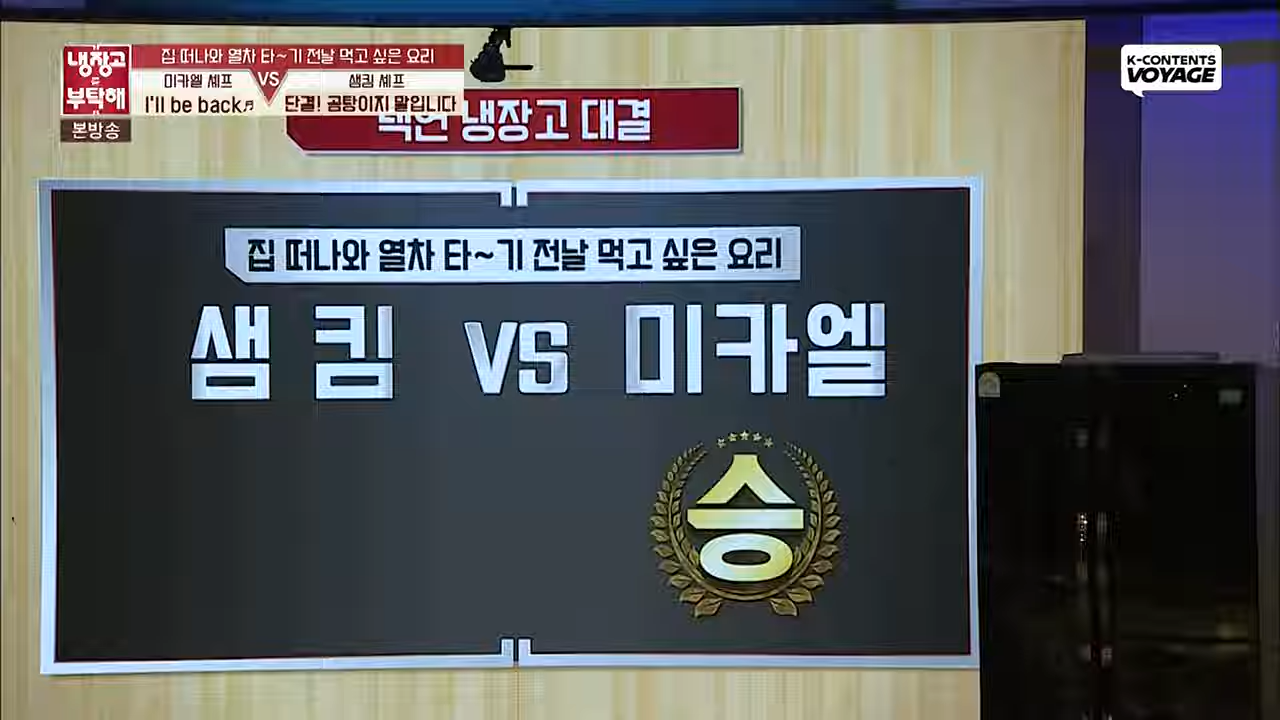 냉장고
부탁해
본방송
집 떠나와 열차 타~기 전날 먹고 싶은 요리
미카엘 셰프
VS
샘킴 셰프
I'll be back♬
단결! 곰탕이지 말입니다
K-CONTENTS
VOYAGE
냉장고 대결
집 떠나와 열차 타~기 전날 먹고 싶은 요리
샘 킴 VS 미카엘
승